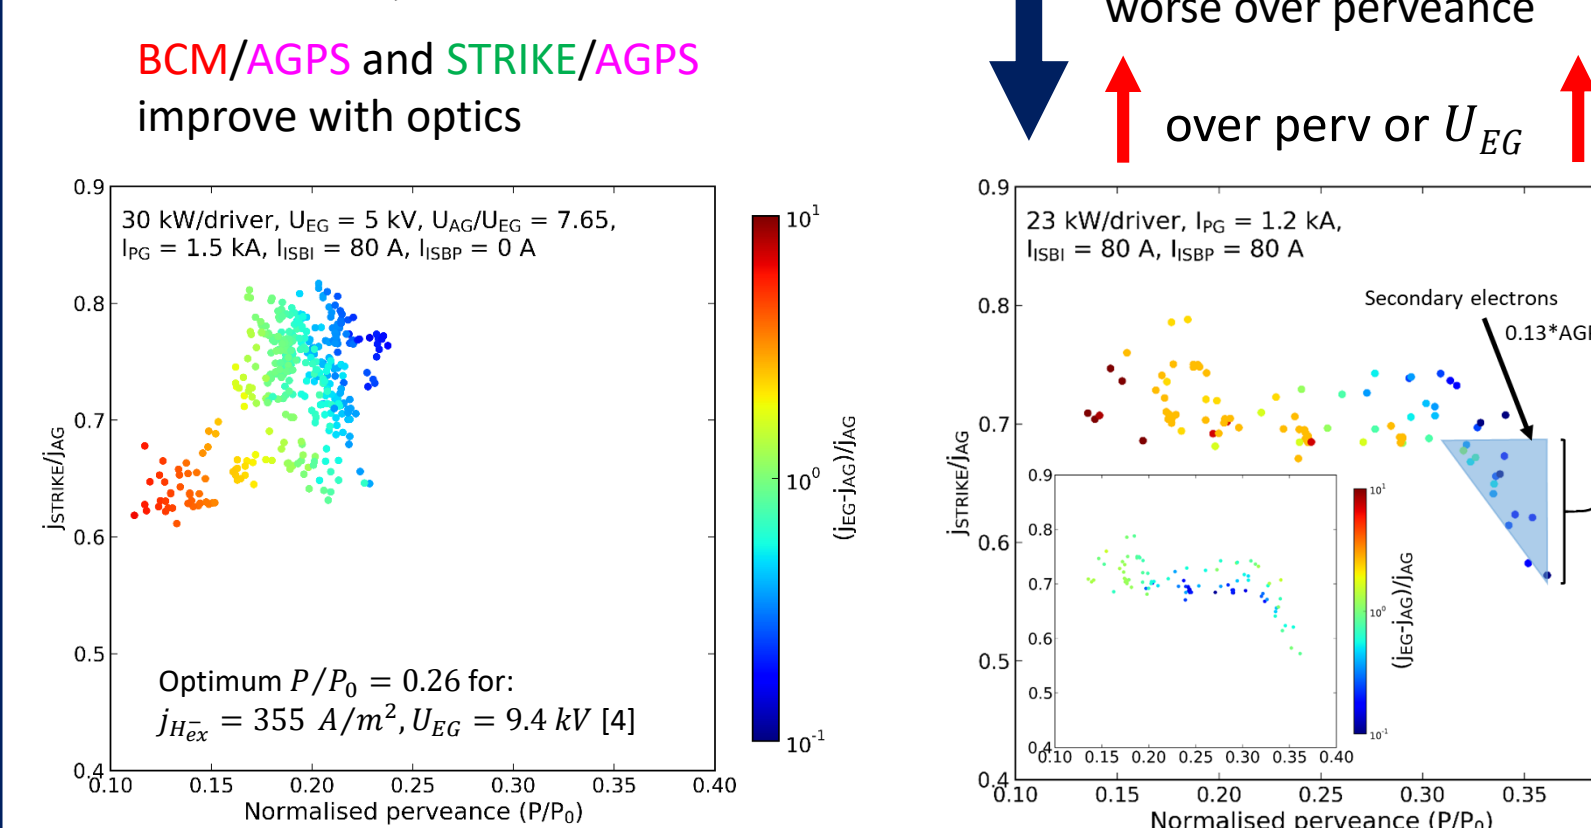 BCM/AGPS and STRIKE/AGPS
improve with optics
worse over perveance
over perv or U_EG
0.9
0.8
0.7
0.6
0.5
0.4
30 kW/driver, U_EG = 5 kV, U_AG/U_EG = 7.65,
I_PG = 1.5 kA, I_ISBI = 80 A, I_ISBP = 0 A
j_STRIKE/j_AG
Optimum P/P_0 = 0.26 for:
j_{H^-_{ex}} = 355 A/m^2, U_EG = 9.4 kV [4]
0.10 0.15 0.20 0.25 0.30 0.35 0.40
Normalised perveance (P/P_0)
10^1
10^0
10^-1
(j_EG-j_AG)/j_AG
0.9
0.8
0.7
0.6
0.5
0.4
23 kW/driver, I_PG = 1.2 kA,
I_ISBI = 80 A, I_ISBP = 80 A
Secondary electrons
j_STRIKE/j_AG
0.9
0.8
0.7
0.6
0.5
0.4
0.10 0.15 0.20 0.25 0.30 0.35 0.40
10^1
10^0
10^-1
(j_EG-j_AG)/j_AG
0.10 0.15 0.20 0.25 0.30 0.35
Normalised perveance (P/P_0)